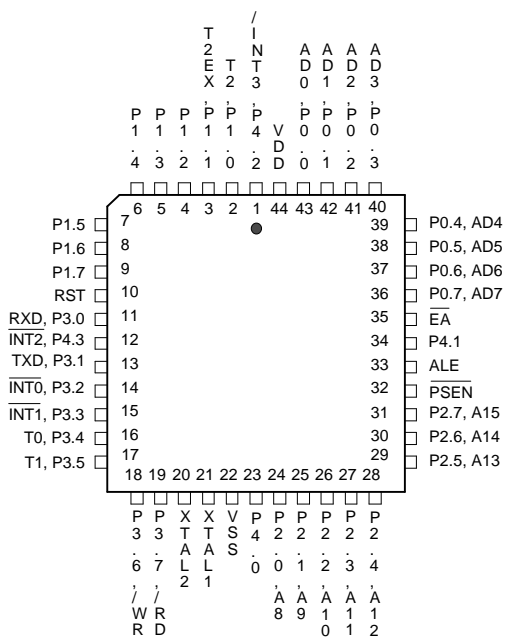 P1.4
P1.3
P1.2
T2EX,P1.1
T2,P1.0
/INT3,P4.2
VDD
AD0,P0.0
AD1,P0.1
AD2,P0.2
AD3,P0.3
6 5 4 3 2 1 44 43 42 41 40
P1.5 7
P1.6 8
P1.7 9
RST 10
RXD, P3.0 11
INT2, P4.3 12
TXD, P3.1 13
INT0, P3.2 14
INT1, P3.3 15
T0, P3.4 16
T1, P3.5 17
39 P0.4, AD4
38 P0.5, AD5
37 P0.6, AD6
36 P0.7, AD7
35 EA
34 P4.1
33 ALE
32 PSEN
31 P2.7, A15
30 P2.6, A14
29 P2.5, A13
18 19 20 21 22 23 24 25 26 27 28
P3.6,/WR
P3.7,/RD
XTAL2
XTAL1
VSS
P4.0
P2.0,A8
P2.1,A9
P2.2,A10
P2.3,A11
P2.4,A12